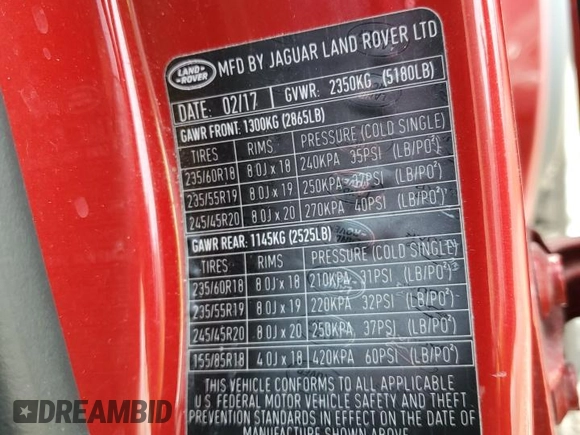 LAND-
-ROVER
MFD BY JAGUAR LAND ROVER LTD
DATE: 02/17 GVWR: 2350KG (5180LB)
GAWR FRONT: 1300KG (2865LB)
TIRES RIMS PRESSURE (COLD SINGLE)
235/60R18 8.0J x 18 240KPA 35PSI (LB/PO²)
235/55R19 8.0J x 19 250KPA 37PSI (LB/PO²)
245/45R20 8.0J x 20 270KPA 40PSI (LB/PO²)
GAWR REAR: 1145KG (2525LB)
TIRES RIMS PRESSURE (COLD SINGLE)
235/60R18 8.0J x 18 210KPA 31PSI (LB/PO²)
235/55R19 8.0J x 19 220KPA 32PSI (LB/PO²)
245/45R20 8.0J x 20 250KPA 37PSI (LB/PO²)
155/85R18 4.0J x 18 420KPA 60PSI (LB/PO²)
THIS VEHICLE CONFORMS TO ALL APPLICABLE
U.S FEDERAL MOTOR VEHICLE SAFETY AND THEFT
PREVENTION STANDARDS IN EFFECT ON THE DATE OF
MANUFACTURE SHOWN ABOVE
DREAMBID